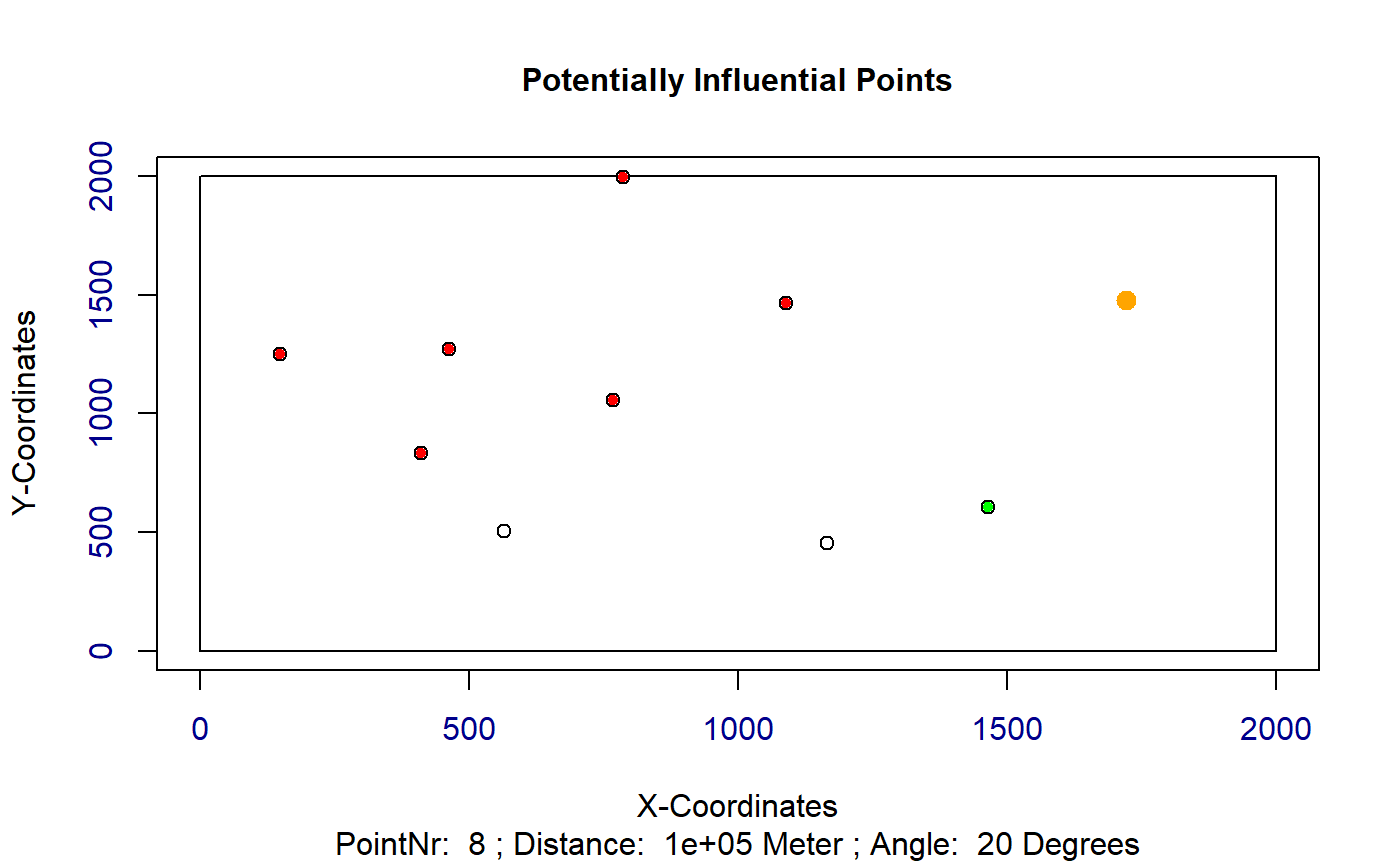 Potentially Influential Points
2000
1500
1000
500
0
Y-Coordinates
0 500 1000 1500 2000
X-Coordinates
PointNr: 8 ; Distance: 1e+05 Meter ; Angle: 20 Degrees